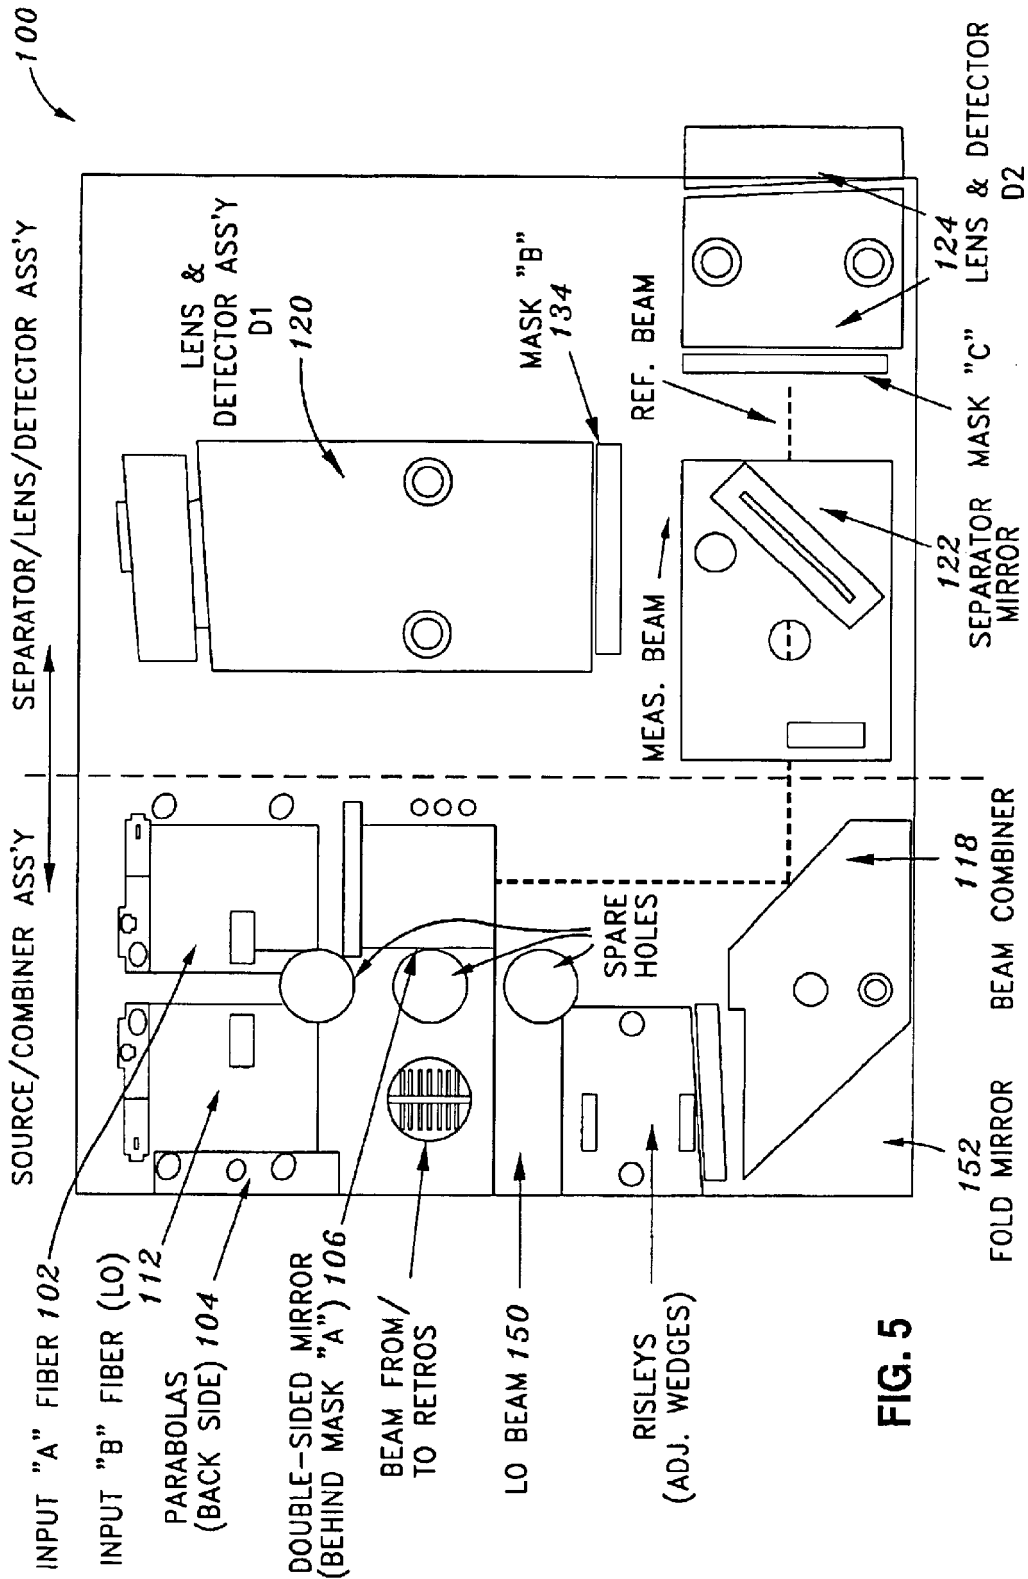 100
SOURCE/COMBINER ASS'Y
SEPARATOR/LENS/DETECTOR ASS'Y
INPUT "A" FIBER 102
INPUT "B" FIBER (LO)
112
PARABOLAS
(BACK SIDE) 104
DOUBLE-SIDED MIRROR
(BEHIND MASK "A") 106
BEAM FROM/
TO RETROS
LO BEAM 150
RISLEYS
(ADJ. WEDGES)
SPARE
HOLES
LENS &
DETECTOR ASS'Y
D1
120
MASK "B"
134
MEAS. BEAM
REF. BEAM
152
FOLD MIRROR
118
BEAM COMBINER
122
SEPARATOR
MIRROR
MASK "C"
124
LENS & DETECTOR
D2
FIG. 5